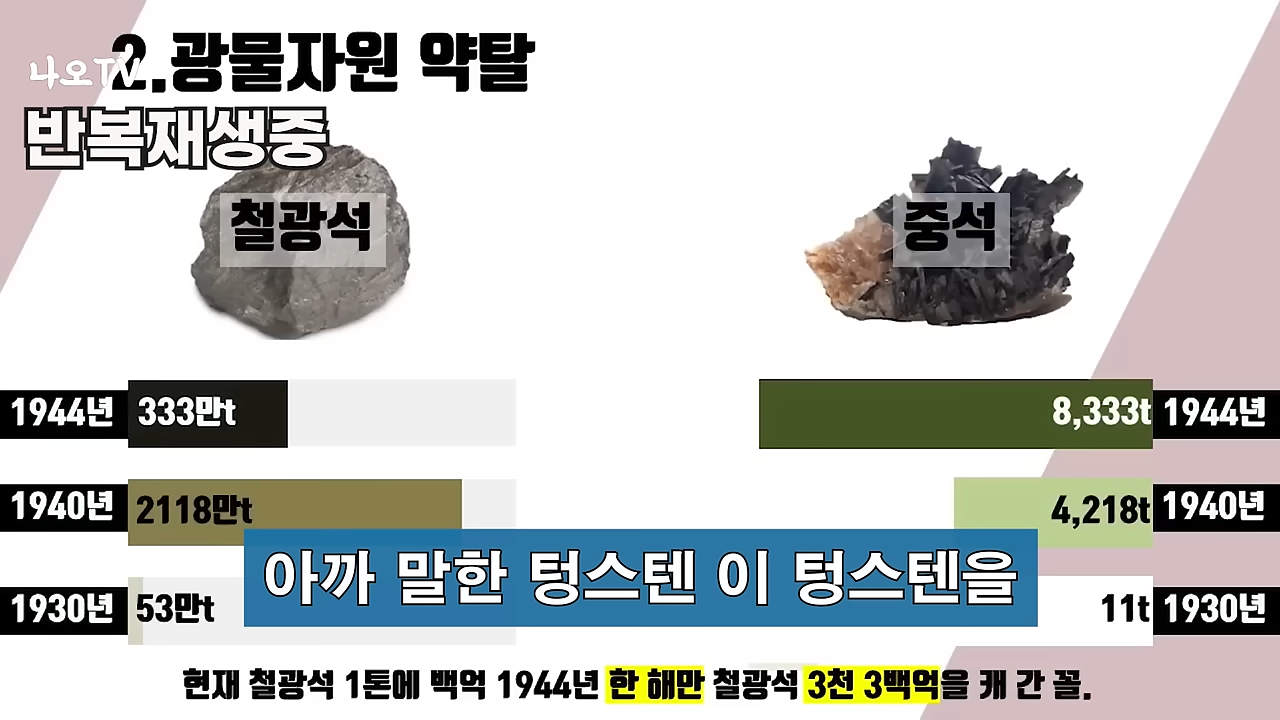 2.광물자원 약탈
나오TV
반복재생중
철광석
중석
1944년 333만t
8,333t 1944년
1940년 2118만t
4,218t 1940년
아까 말한 텅스텐 이 텅스텐을
1930년 53만t
11t 1930년
현재 철광석 1톤에 백억 1944년 한 해만 철광석 3천 3백억을 캐 간 꼴.